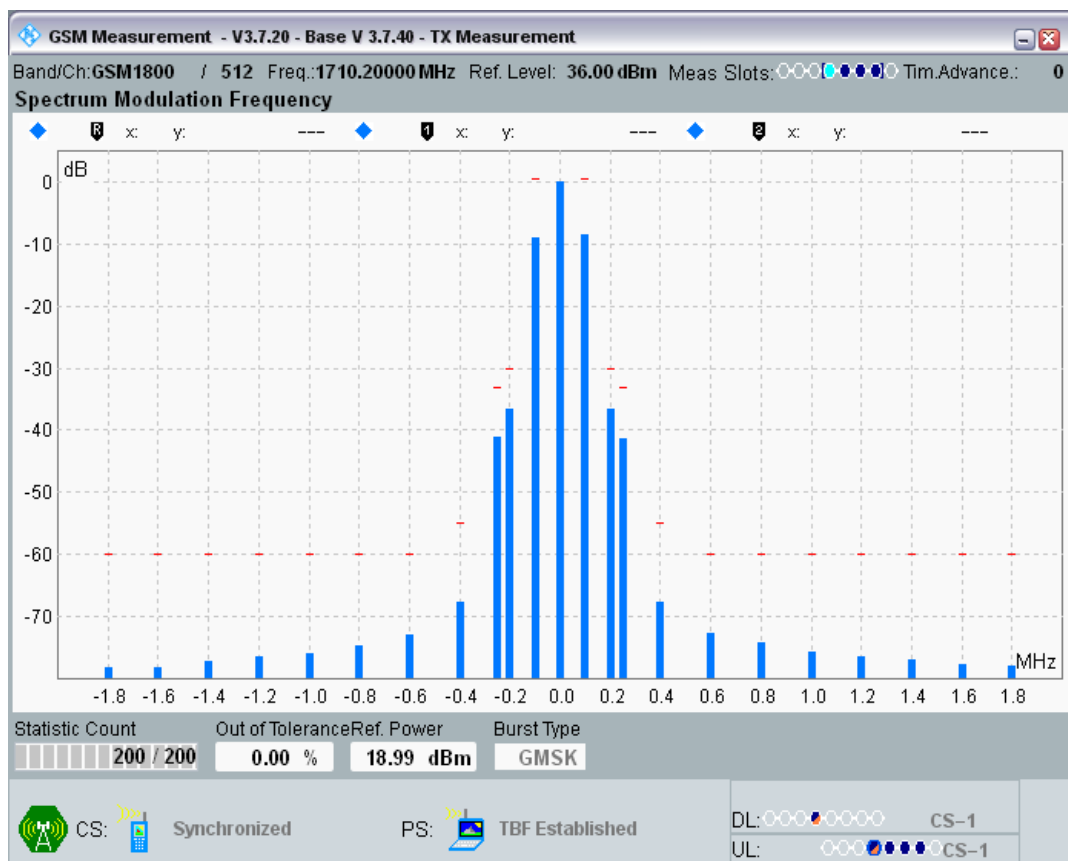 GSM Measurement - V3.7.20 - Base V 3.7.40 - TX Measurement
Band/Ch:GSM1800 / 512 Freq.:1710.20000 MHz Ref. Level: 36.00 dBm Meas Slots: Tim.Advance.: 0
Spectrum Modulation Frequency
R x: y: --- 1 x: y: --- 2 x: y: ---
dB
0
-10
-20
-30
-40
-50
-60
-70
MHz
-1.8 -1.6 -1.4 -1.2 -1.0 -0.8 -0.6 -0.4 -0.2 0.0 0.2 0.4 0.6 0.8 1.0 1.2 1.4 1.6 1.8
Statistic Count Out of Tolerance Ref. Power Burst Type
200 / 200 0.00 % 18.99 dBm GMSK
CS: Synchronized PS: TBF Established
DL: CS-1
UL: CS-1